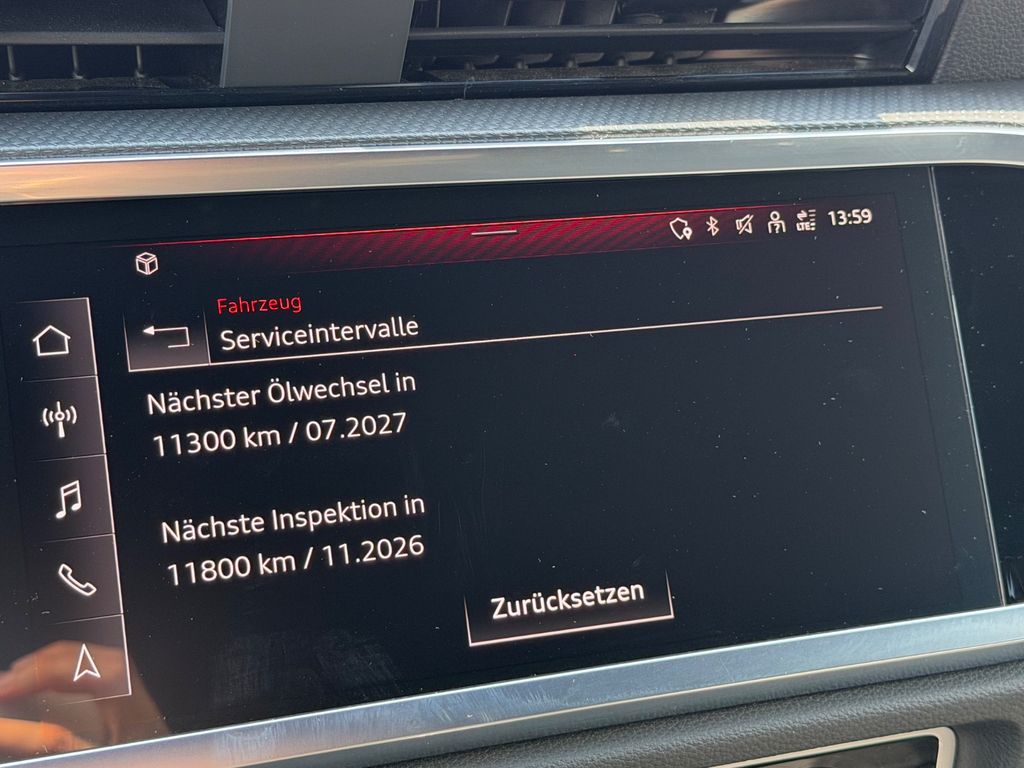 LTE
13:59
Fahrzeug
Serviceintervalle
Nächster Ölwechsel in
11300 km / 07.2027
Nächste Inspektion in
11800 km / 11.2026
Zurücksetzen